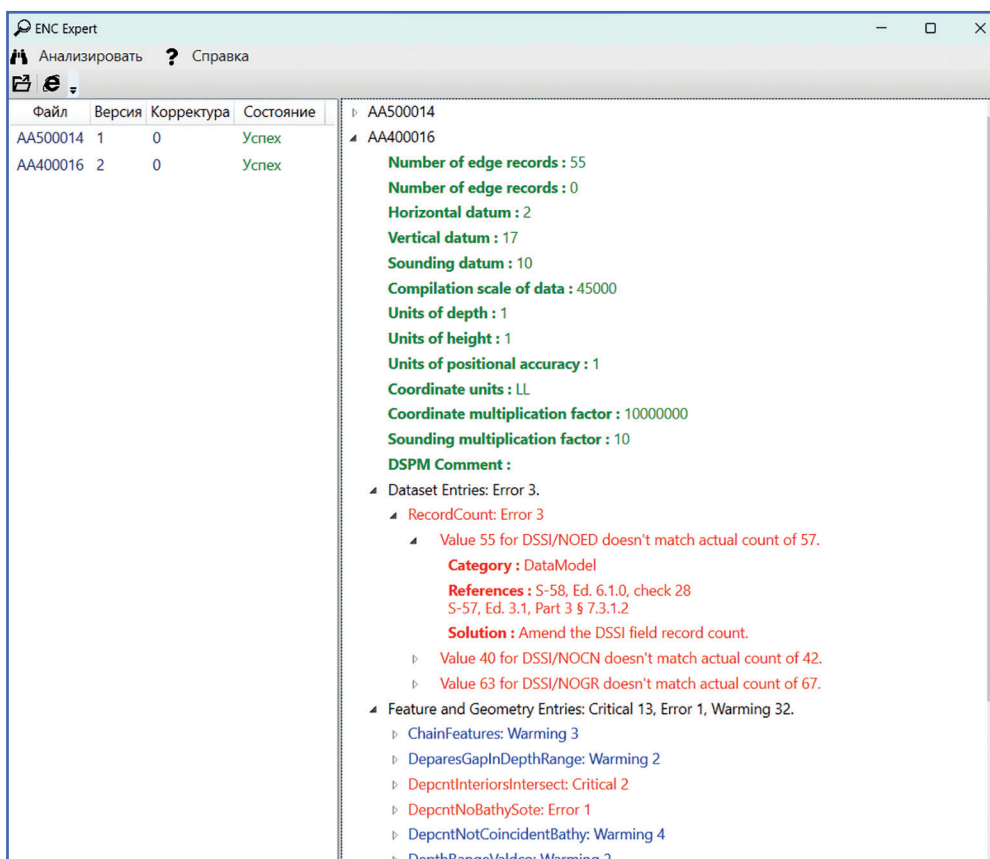 ENC Expert
Анализировать ? Справка
Файл Версия Корректура Состояние
AA500014 1 0 Успех
AA400016 2 0 Успех
AA500014
AA400016
Number of edge records : 55
Number of edge records : 0
Horizontal datum : 2
Vertical datum : 17
Sounding datum : 10
Compilation scale of data : 45000
Units of depth : 1
Units of height : 1
Units of positional accuracy : 1
Coordinate units : LL
Coordinate multiplication factor : 10000000
Sounding multiplication factor : 10
DSPM Comment :
Dataset Entries: Error 3.
RecordCount: Error 3
Value 55 for DSSI/NOED doesn't match actual count of 57.
Category : DataModel
References : S-58, Ed. 6.1.0, check 28
S-57, Ed. 3.1, Part 3 § 7.3.1.2
Solution : Amend the DSSI field record count.
Value 40 for DSSI/NOCN doesn't match actual count of 42.
Value 63 for DSSI/NOGR doesn't match actual count of 67.
Feature and Geometry Entries: Critical 13, Error 1, Warming 32.
ChainFeatures: Warming 3
DeparesGapInDepthRange: Warming 2
DepcntInteriorsIntersect: Critical 2
DepcntNoBathySote: Error 1
DepcntNotCoincidentBathy: Warming 4
DepthRangeValdco: Warming 2